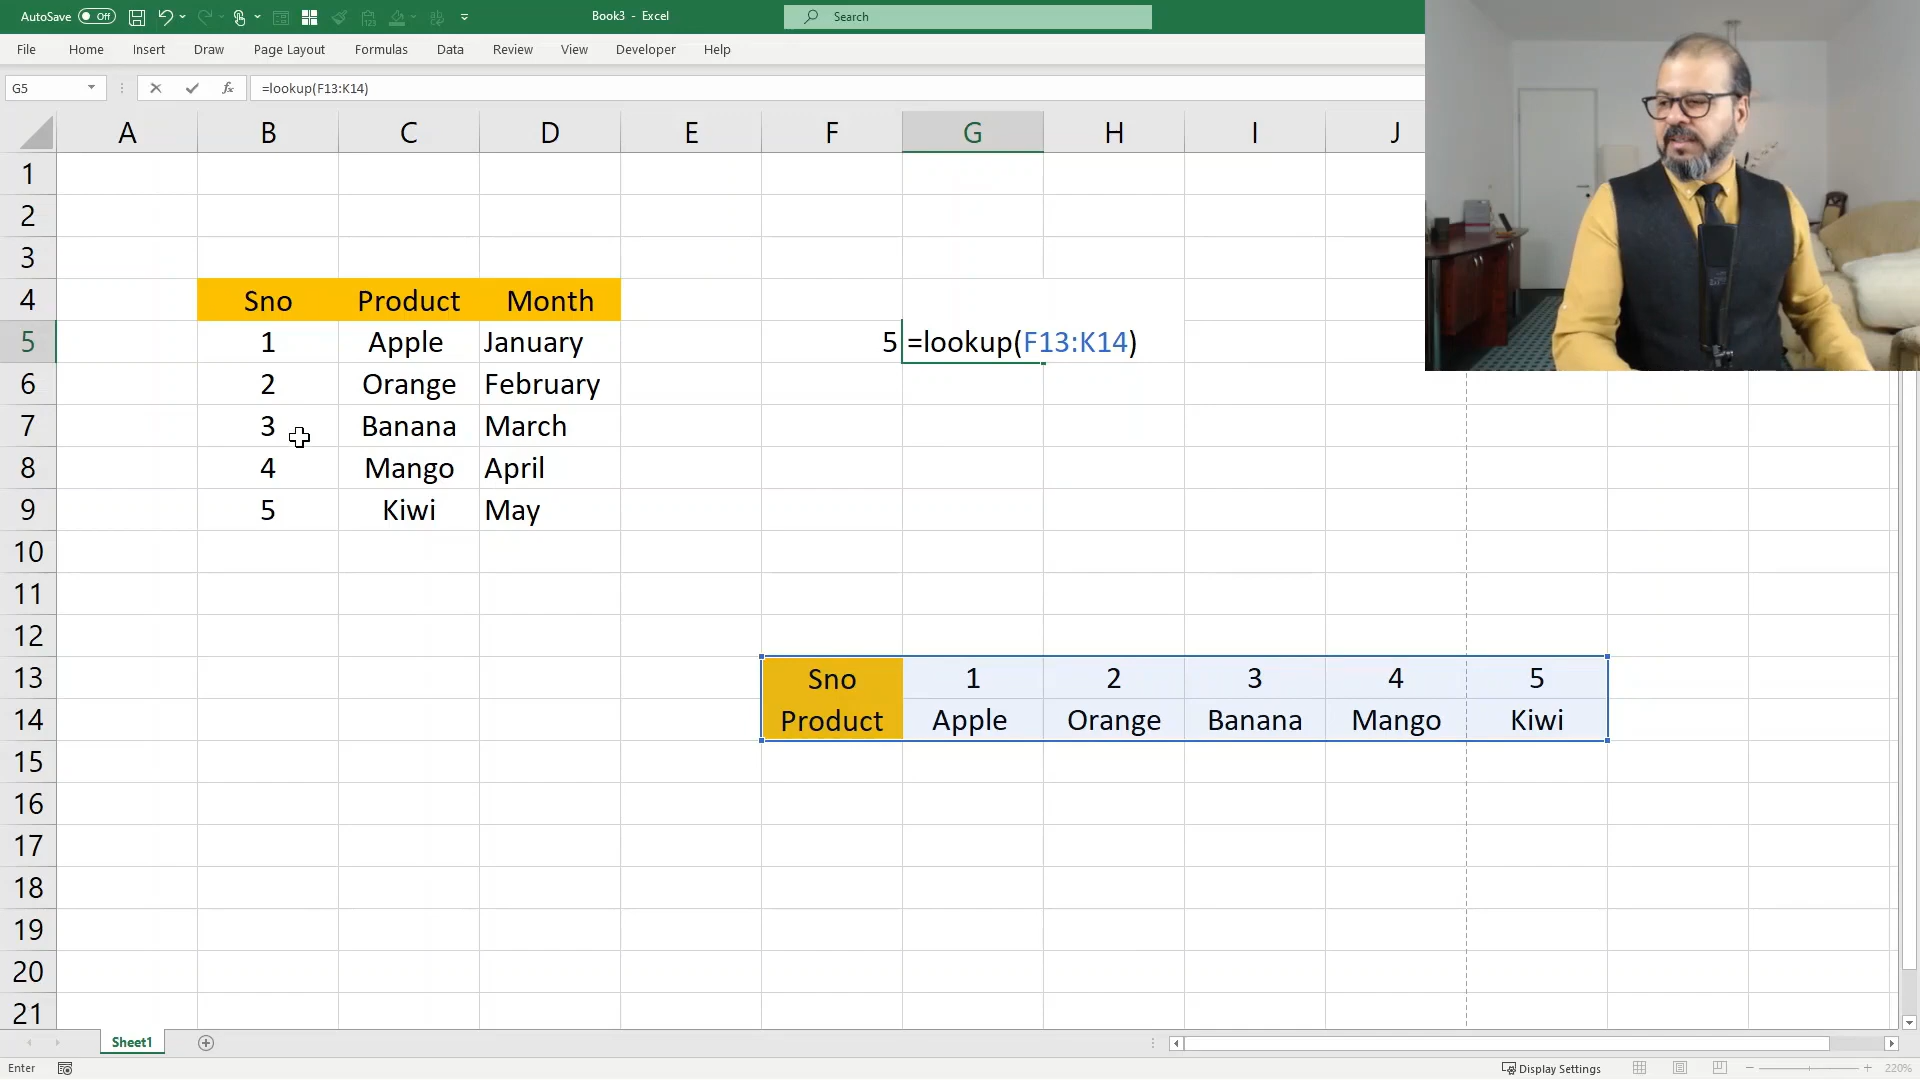 AutoSave Off Book3 - Excel Search
File Home Insert Draw Page Layout Formulas Data Review View Developer Help
G5 fx =lookup(F13:K14)
A B C D E F G H I J
1
2
3
4 Sno Product Month
5 1 Apple January 5 =lookup(F13:K14)
6 2 Orange February
7 3 Banana March
8 4 Mango April
9 5 Kiwi May
10
11
12
13 Sno 1 2 3 4 5
14 Product Apple Orange Banana Mango Kiwi
15
16
17
18
19
20
21
Sheet1
Enter Display Settings 220%